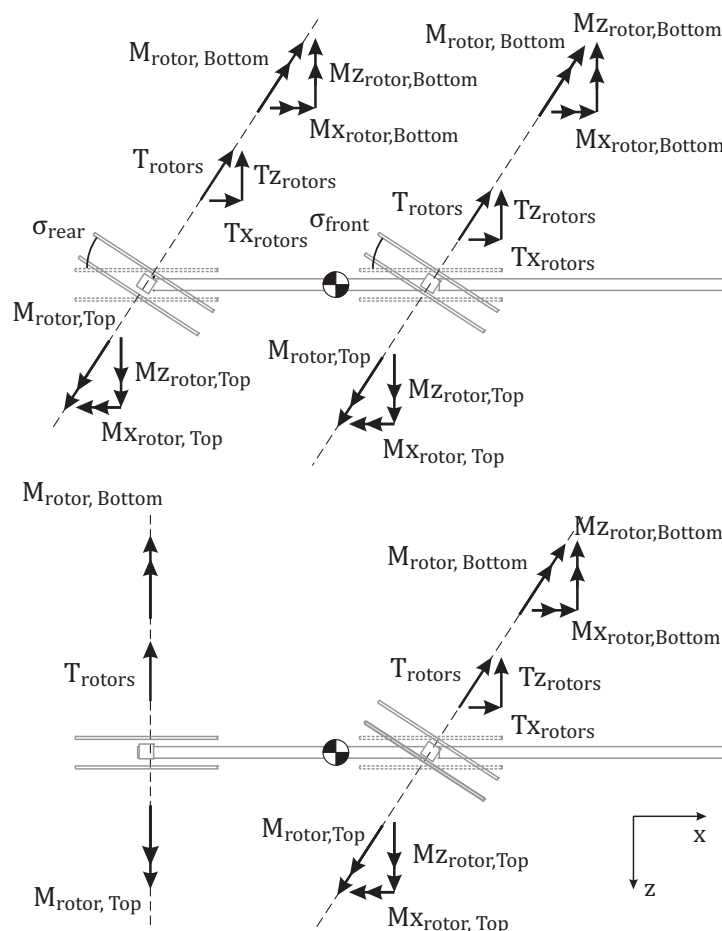 M_rotor, Bottom
Mz_rotor,Bottom
Mx_rotor,Bottom
T_rotors
Tz_rotors
Tx_rotors
σ_rear
M_rotor,Top
Mz_rotor,Top
Mx_rotor, Top
M_rotor, Bottom
Mz_rotor,Bottom
Mx_rotor,Bottom
T_rotors
Tz_rotors
Tx_rotors
σ_front
M_rotor,Top
Mz_rotor,Top
Mx_rotor, Top
M_rotor, Bottom
T_rotors
M_rotor, Top
M_rotor, Bottom
Mz_rotor,Bottom
Mx_rotor,Bottom
T_rotors
Tz_rotors
Tx_rotors
M_rotor,Top
Mz_rotor,Top
Mx_rotor, Top
x
z